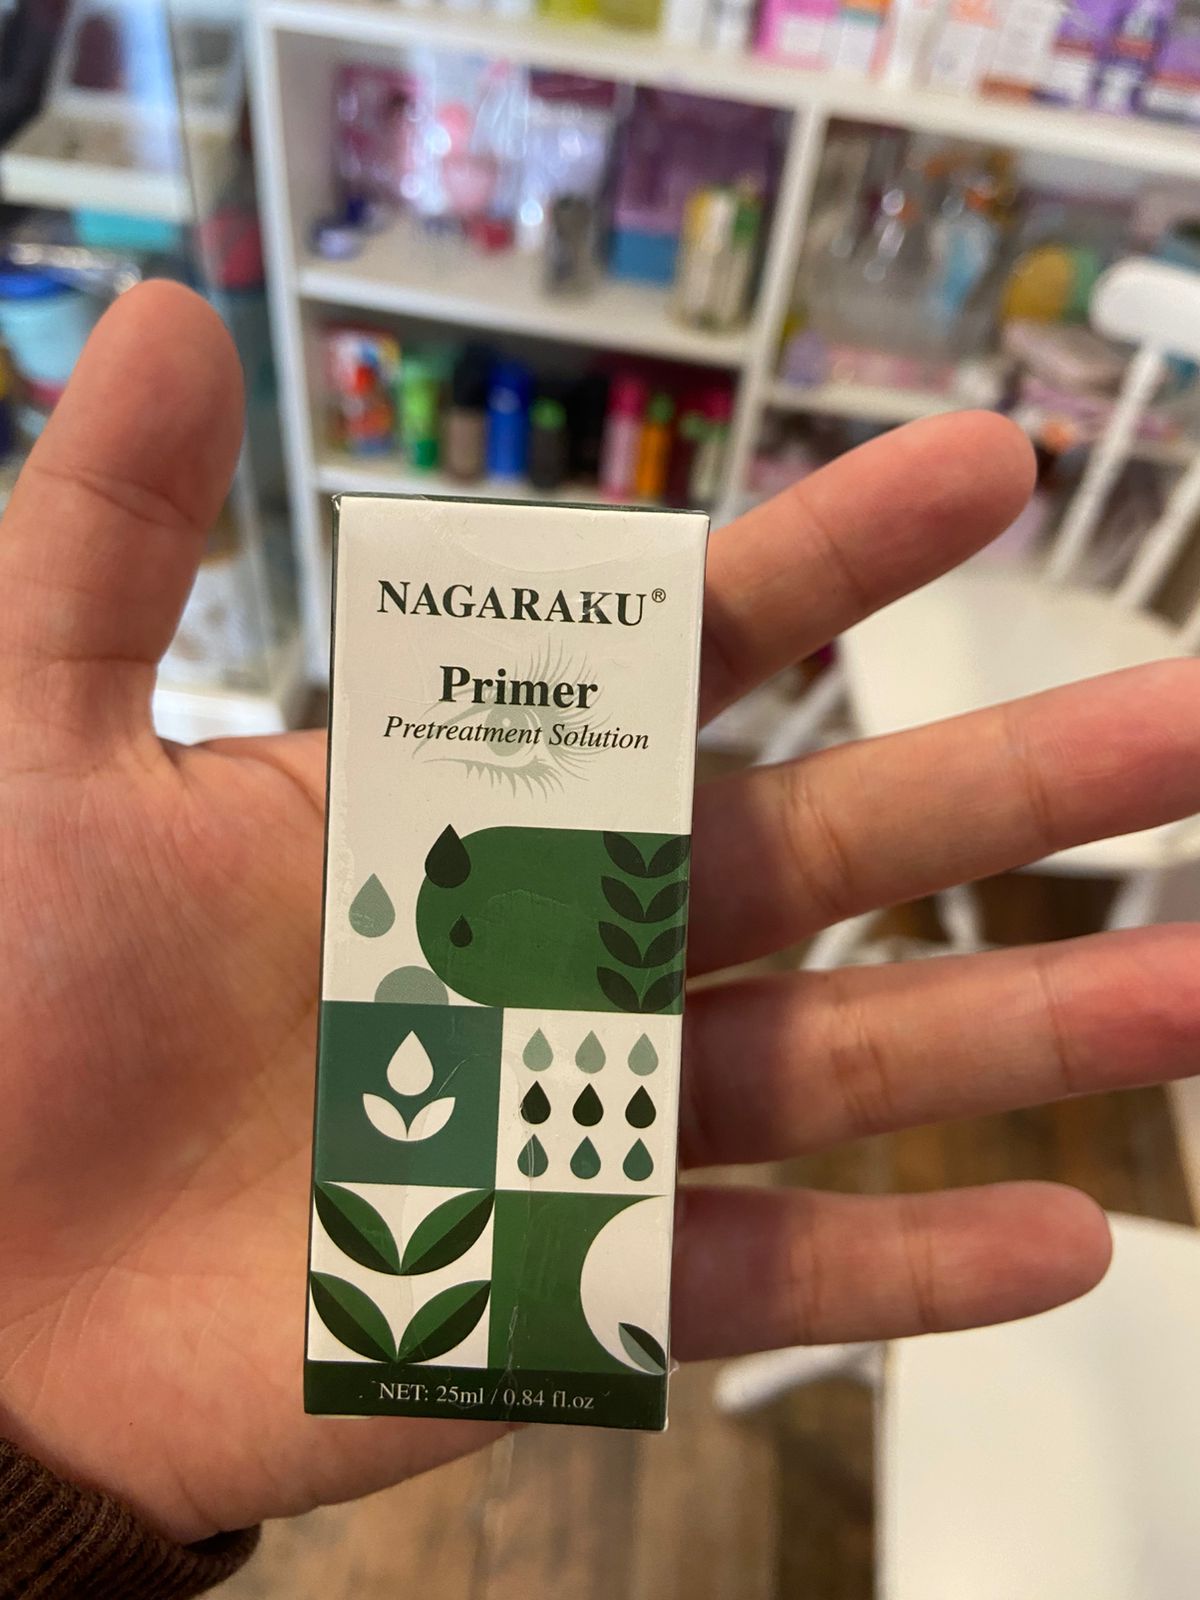 NAGARAKU®
Primer
Pretreatment Solution
NET: 25ml / 0.84 fl.oz